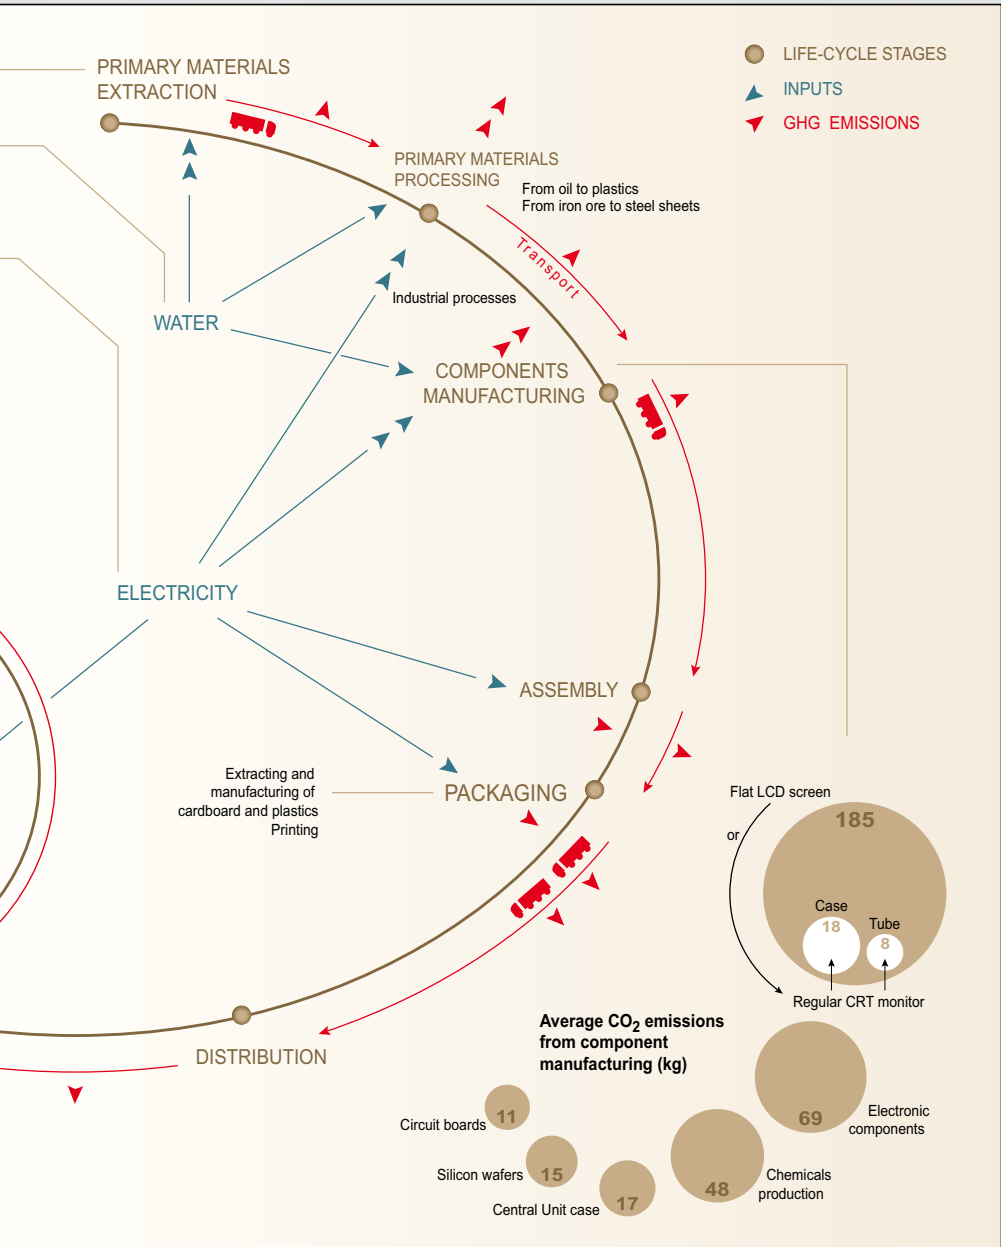 PRIMARY MATERIALS
EXTRACTION
LIFE-CYCLE STAGES
INPUTS
GHG EMISSIONS
PRIMARY MATERIALS
PROCESSING
From oil to plastics
From iron ore to steel sheets
Transport
Industrial processes
WATER
COMPONENTS
MANUFACTURING
ELECTRICITY
ASSEMBLY
Extracting and
manufacturing of
cardboard and plastics
Printing
PACKAGING
Flat LCD screen
185
or
Case
18
Tube
8
Regular CRT monitor
DISTRIBUTION
Average CO2 emissions
from component
manufacturing (kg)
Circuit boards
11
Silicon wafers
15
Central Unit case
17
48
Chemicals
production
69
Electronic
components